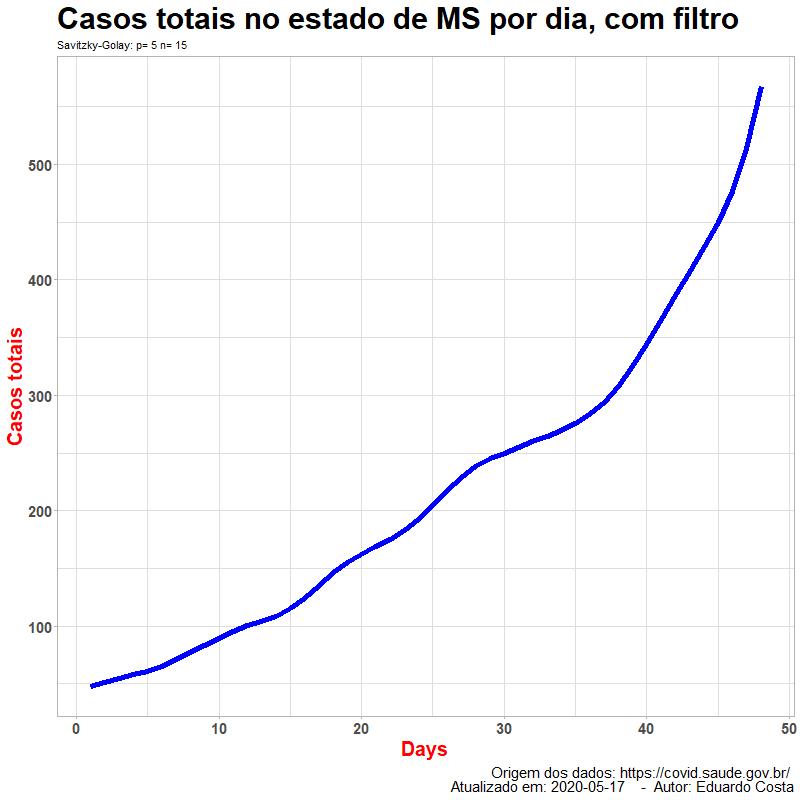 Casos totais no estado de MS por dia, com filtro
Savitzky-Golay: p= 5 n= 15
Casos totais
500
400
300
200
100
0 10 20 30 40 50
Days
Origem dos dados: https://covid.saude.gov.br/
Atualizado em: 2020-05-17 - Autor: Eduardo Costa